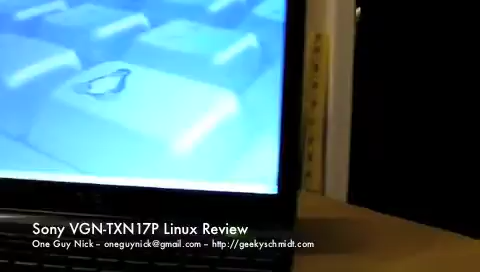 Sony VGN-TXN17P Linux Review
One Guy Nick – oneguynick@gmail.com – http://geekyschmidt.com